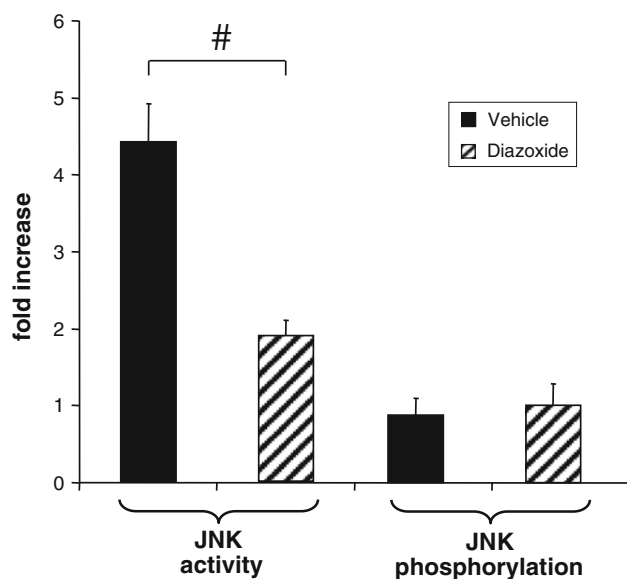 #
6
5
4
3
2
1
0
fold increase
Vehicle
Diazoxide
JNK
activity
JNK
phosphorylation